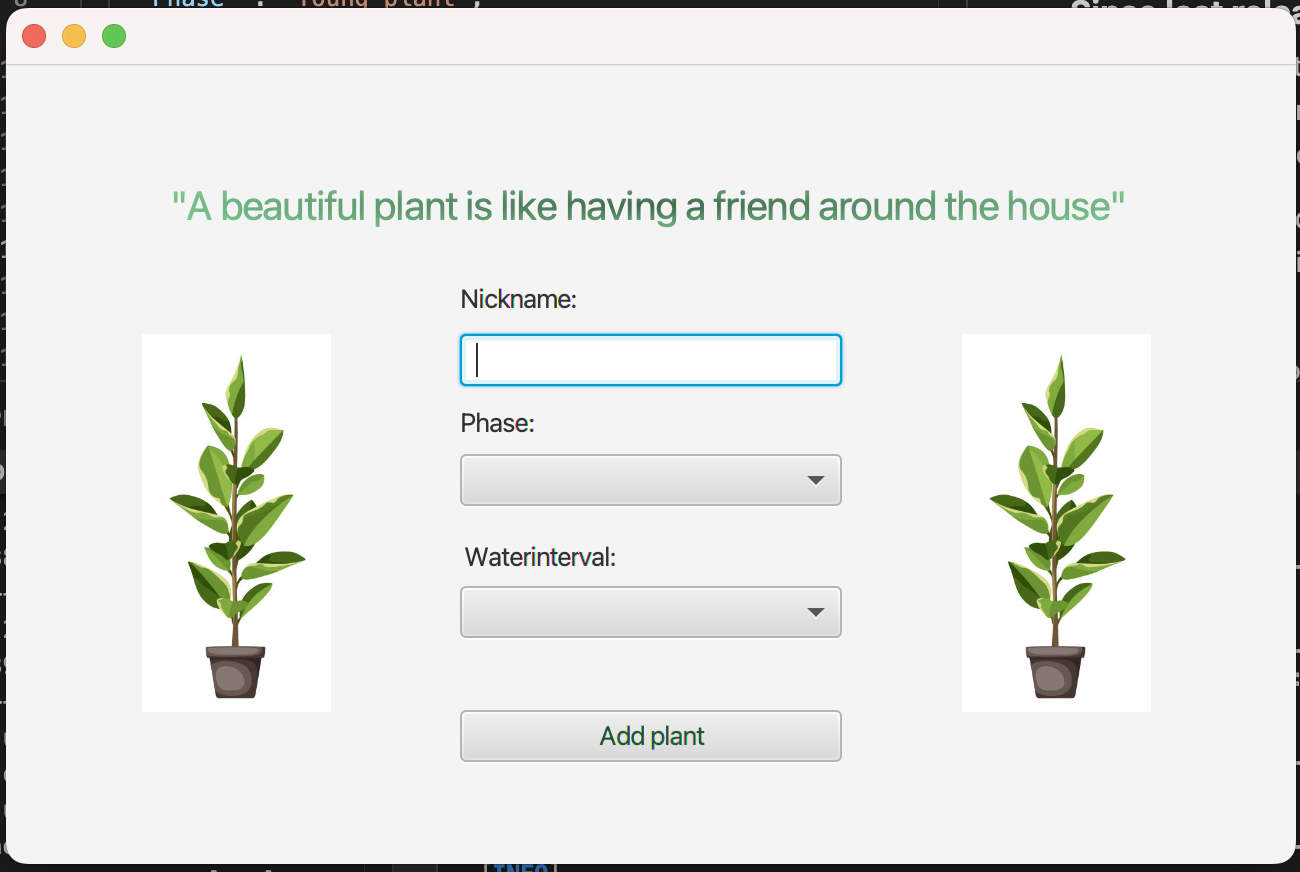 "A beautiful plant is like having a friend around the house"
Nickname:
Phase:
Waterinterval:
Add plant